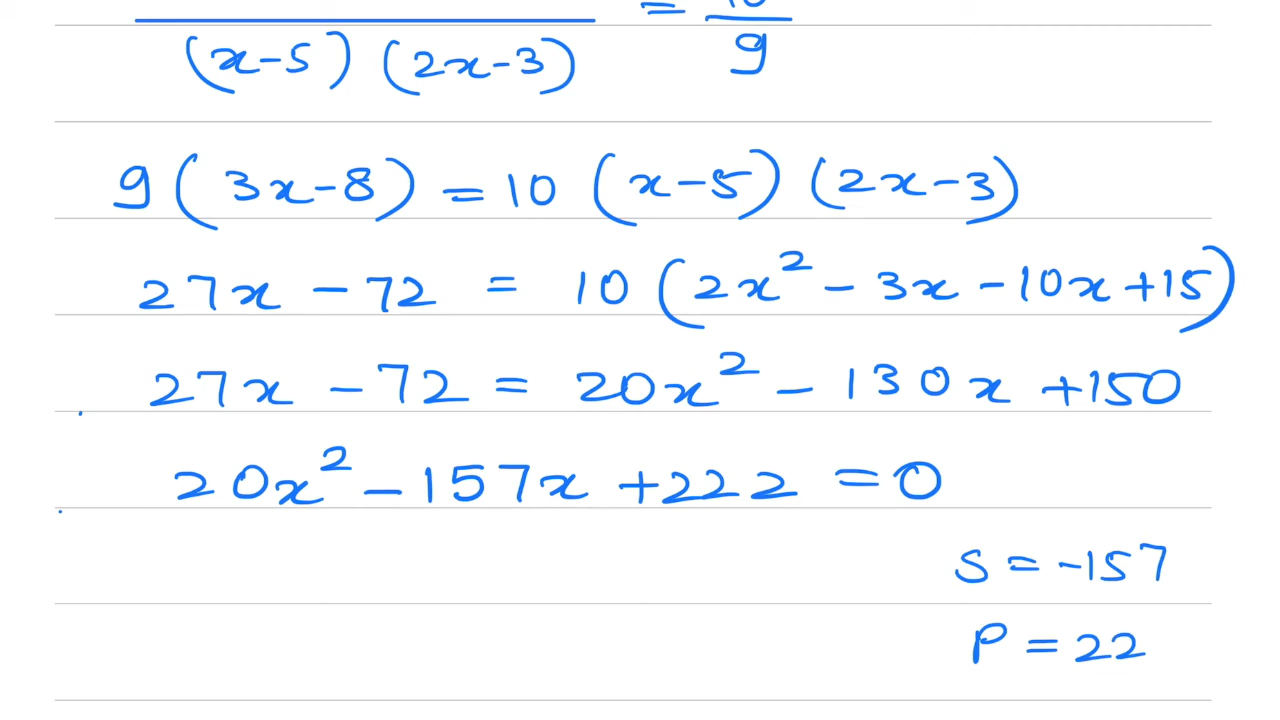 = 10
(x-5) (2x-3) 9
9(3x-8) = 10 (x-5) (2x-3)
27x - 72 = 10 (2x² - 3x - 10x + 15)
27x - 72 = 20x² - 130x + 150
20x² - 157x + 222 = 0
S = -157
P = 22